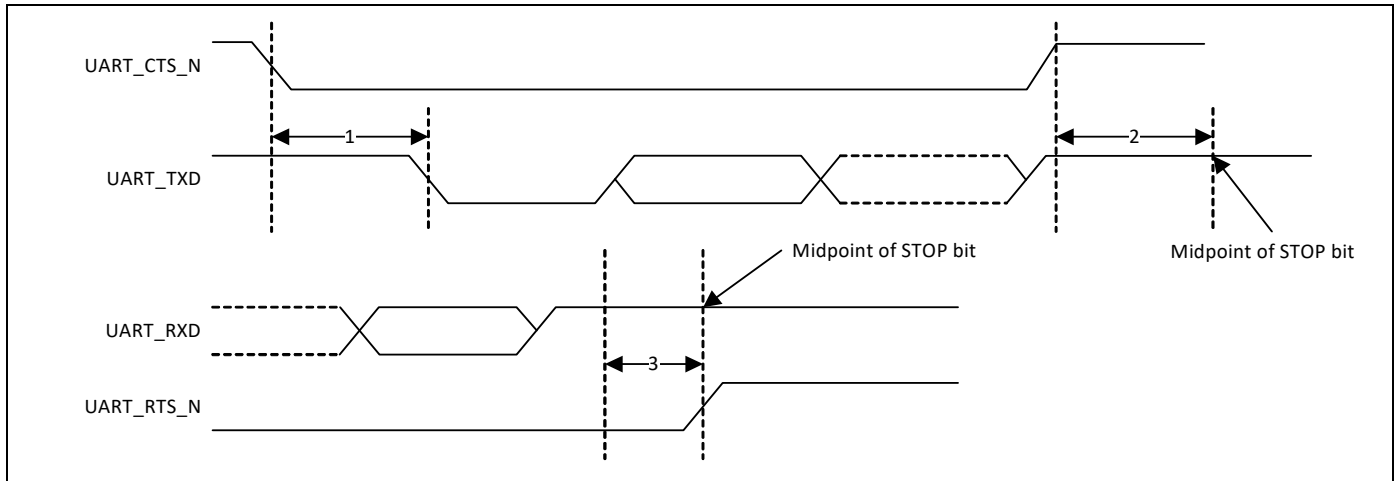 UART_CTS_N
1
2
UART_TXD
Midpoint of STOP bit
Midpoint of STOP bit
UART_RXD
3
UART_RTS_N